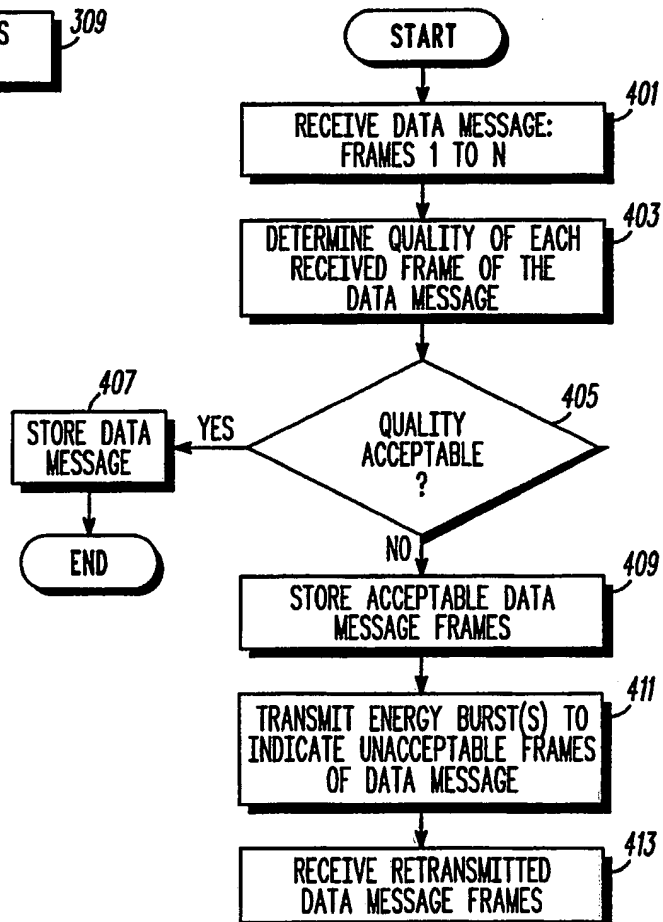 S
309
START
401
RECEIVE DATA MESSAGE:
FRAMES 1 TO N
403
DETERMINE QUALITY OF EACH
RECEIVED FRAME OF THE
DATA MESSAGE
405
QUALITY
ACCEPTABLE
?
YES
407
STORE DATA
MESSAGE
END
NO
409
STORE ACCEPTABLE DATA
MESSAGE FRAMES
411
TRANSMIT ENERGY BURST(S) TO
INDICATE UNACCEPTABLE FRAMES
OF DATA MESSAGE
413
RECEIVE RETRANSMITTED
DATA MESSAGE FRAMES